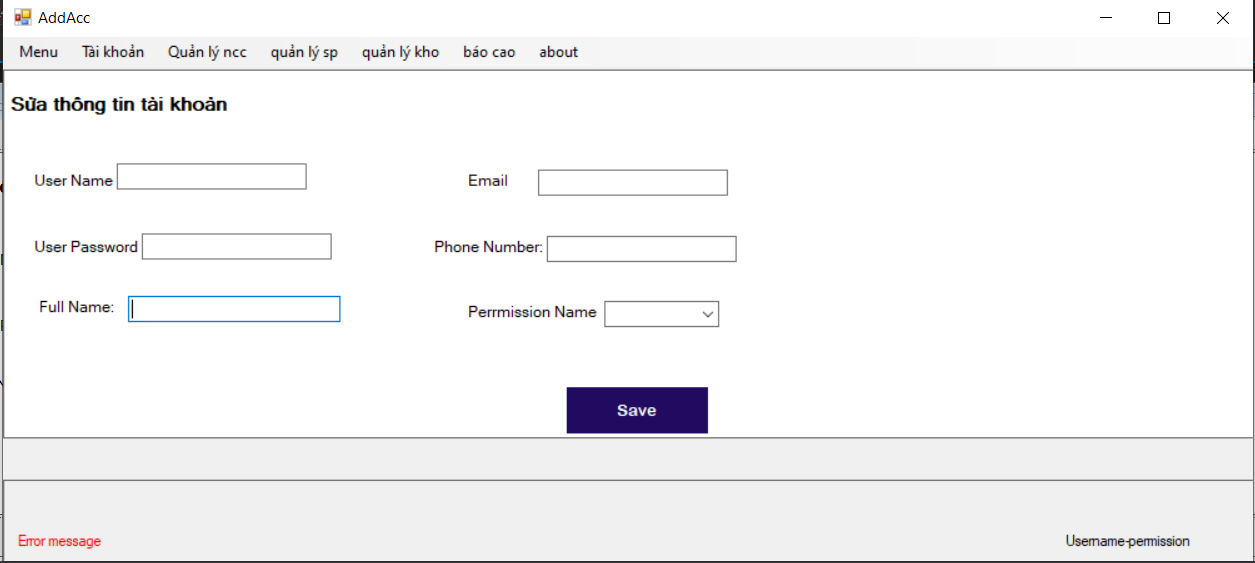 AddAcc
Menu Tài khoản Quản lý ncc quản lý sp quản lý kho báo cao about
Sửa thông tin tài khoản
User Name Email
User Password Phone Number:
Full Name: Perrmission Name
Save
Error message Username-permission